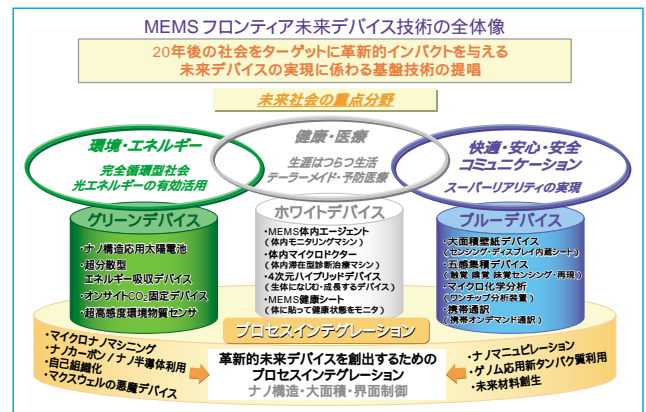 MEMS フロンティア未来デバイス技術の全体像
20年後の社会をターゲットに革新的インパクトを与える
未来デバイスの実現に係わる基盤技術の提唱
未来社会の重点分野
環境・エネルギー
完全循環型社会
光エネルギーの有効活用
健康・医療
生涯はつらつ生活
テーラーメイド・予防医療
快適・安心・安全
コミュニケーション
スーパーリアリティの実現
グリーンデバイス
・ナノ構造応用太陽電池
・超分散型
エネルギー吸収デバイス
・オンサイトCO₂固定デバイス
・超高感度環境物質センサ
ホワイトデバイス
・MEMS体内エージェント
(体内モニタリングマシン)
・体内マイクロドクター
(体内滞在型診断治療マシン)
・4次元ハイブリッドデバイス
(生体になじむ・成長するデバイス)
・MEMS健康シート
(体に貼って健康状態をモニタ)
ブルーデバイス
・大面積壁紙デバイス
(センシング・ディスプレイ内蔵シート)
・五感集積デバイス
(触覚 嗅覚 味覚センシング・再現)
・マイクロ化学分析
(ワンチップ分析装置)
・携帯通訳
(携帯オンデマンド通訳)
プロセスインテグレーション
・マイクロナノマシニング
・ナノカーボン / ナノ半導体利用
・自己組織化
・マクスウェルの悪魔デバイス
革新的未来デバイスを創出するための
プロセスインテグレーション
ナノ構造・大面積・界面制御
・ナノマニュピレーション
・ゲノム応用新タンパク質利用
・未来材料創生